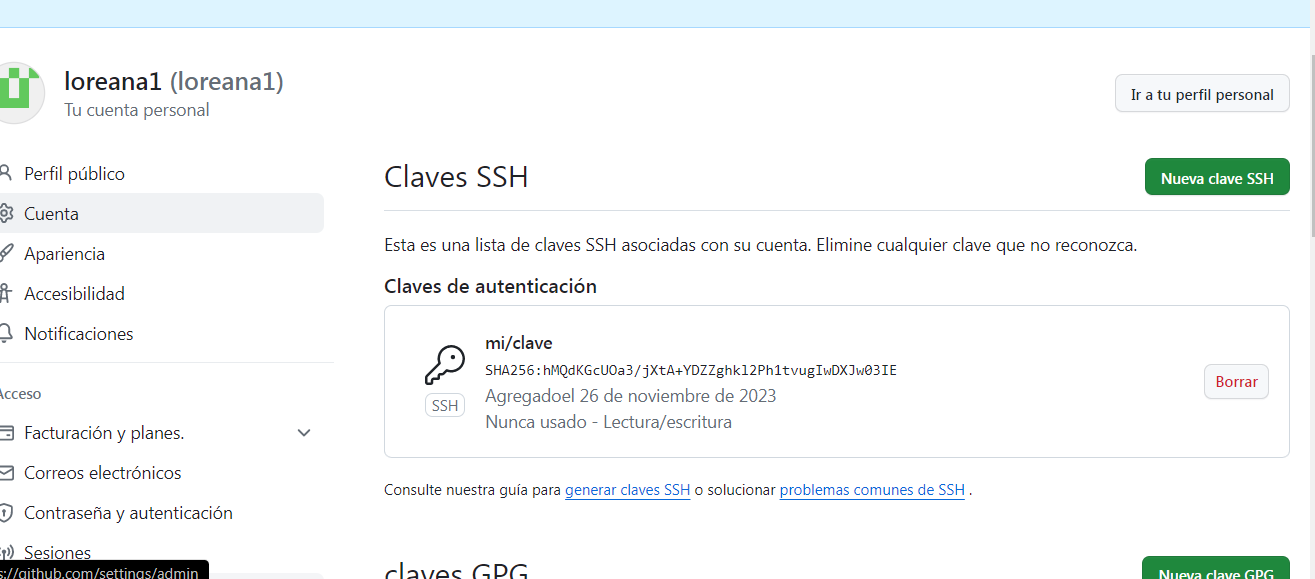 loreana1 (loreana1)
Tu cuenta personal
Ir a tu perfil personal
Perfil público
Cuenta
Apariencia
Accesibilidad
Notificaciones
Acceso
Facturación y planes.
Correos electrónicos
Contraseña y autenticación
Sesiones
s://github.com/settings/admin
Claves SSH
Nueva clave SSH
Esta es una lista de claves SSH asociadas con su cuenta. Elimine cualquier clave que no reconozca.
Claves de autenticación
mi/clave
SHA256:hMQdKGcUOa3/jXtA+YDZZghkl2Ph1tvugIwDXJw03IE
SSH
Agregadoel 26 de noviembre de 2023
Nunca usado - Lectura/escritura
Borrar
Consulte nuestra guía para generar claves SSH o solucionar problemas comunes de SSH .
claves GPG
Nueva clave GPG